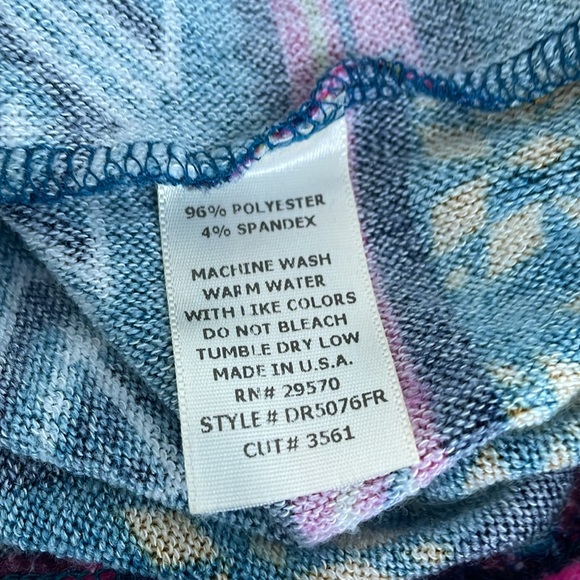 96% POLYESTER
4% SPANDEX
MACHINE WASH
WARM WATER
WITH LIKE COLORS
DO NOT BLEACH
TUMBLE DRY LOW
MADE IN U.S.A.
RN# 29570
STYLE# DR5076FR
CUT# 3561